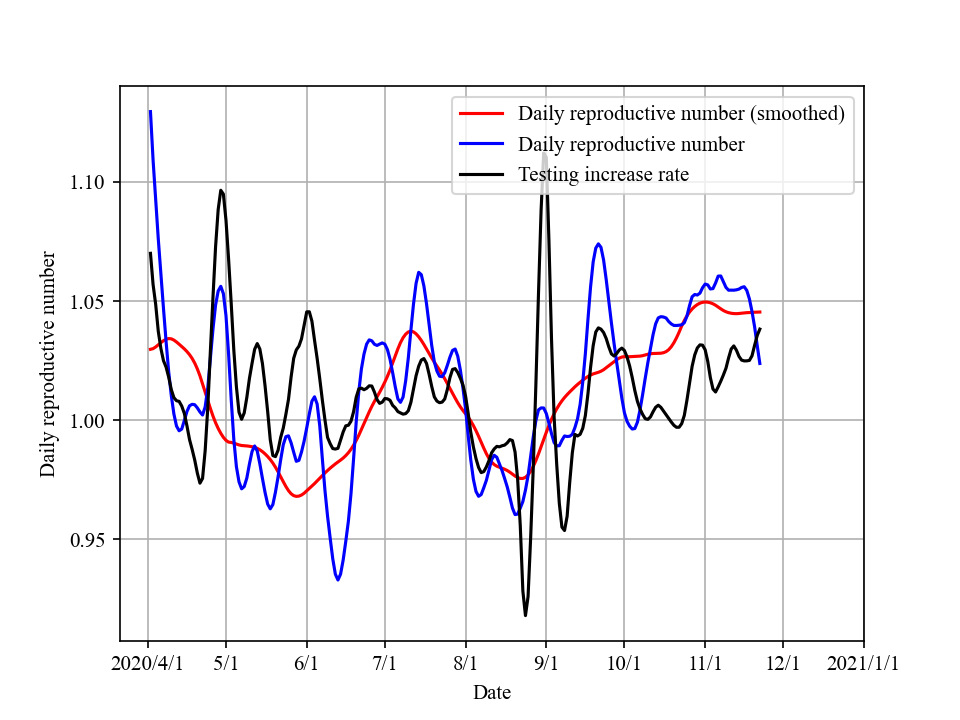 Daily reproductive number (smoothed)
Daily reproductive number
Testing increase rate
Daily reproductive number
1.10
1.05
1.00
0.95
2020/4/1 5/1 6/1 7/1 8/1 9/1 10/1 11/1 12/1 2021/1/1
Date